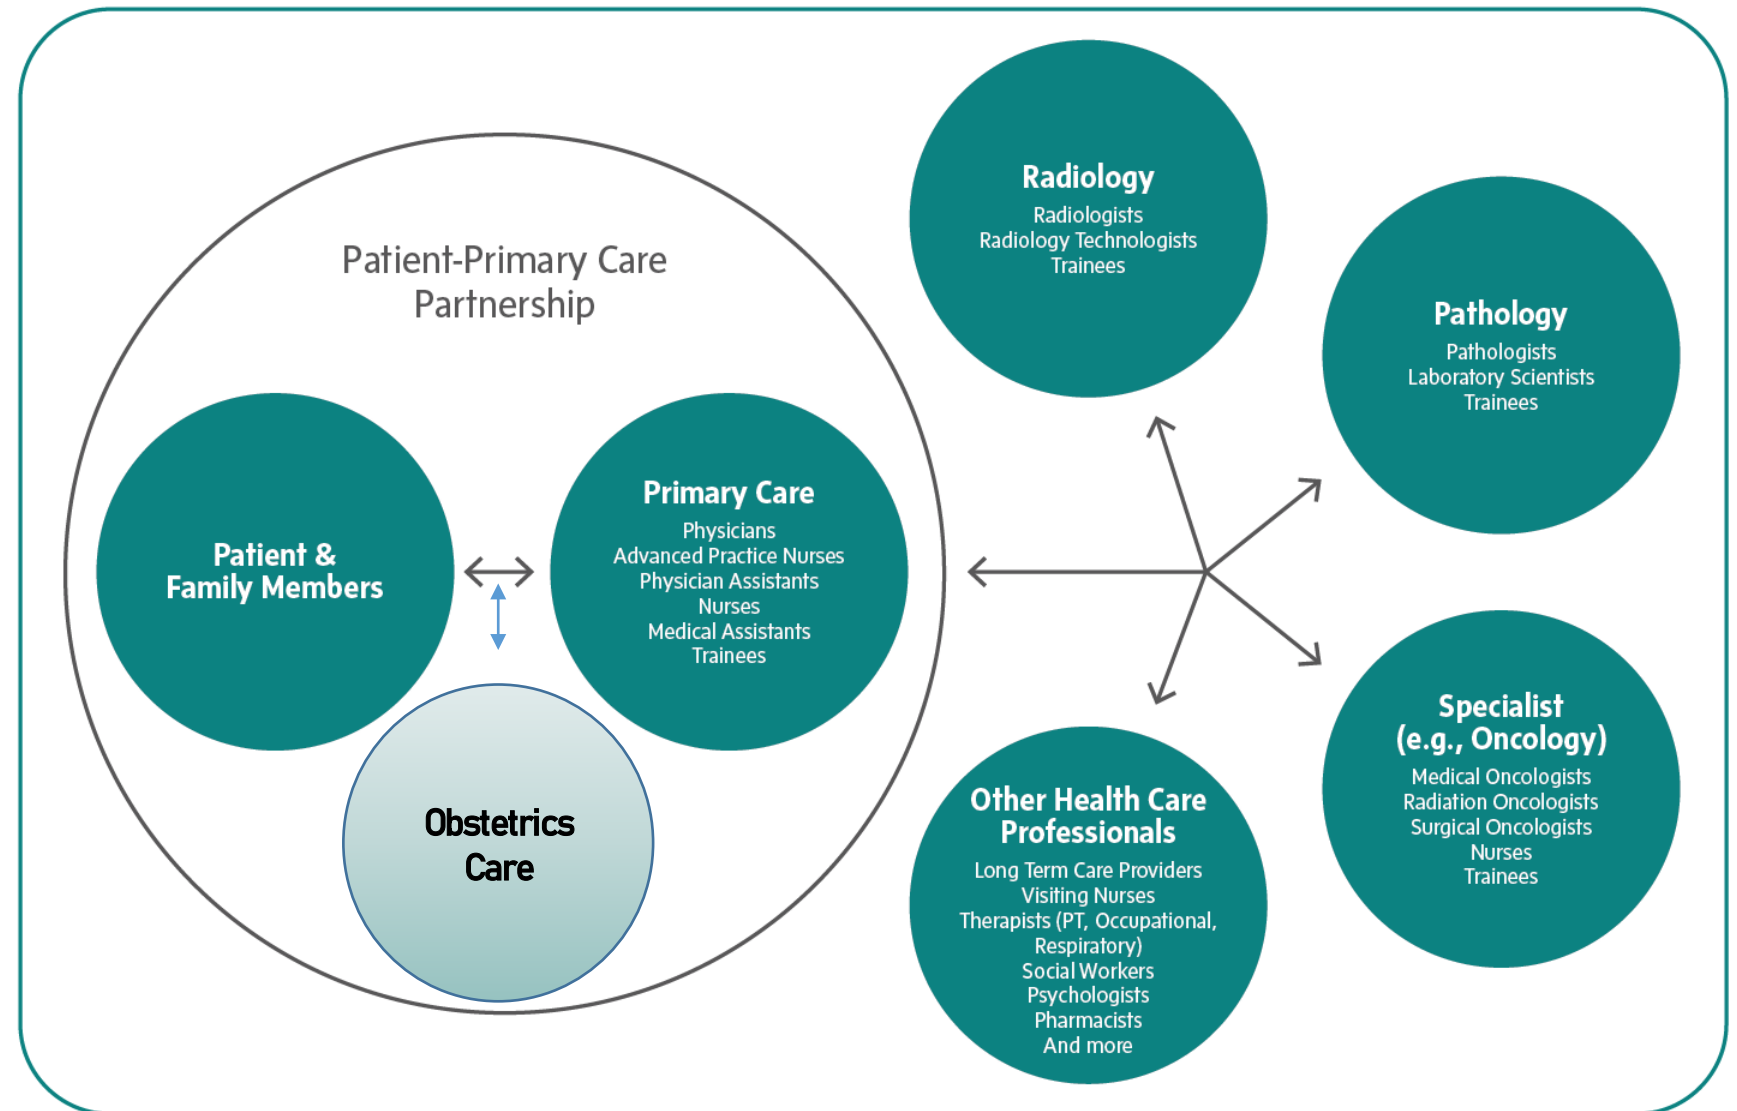 Patient-Primary Care
Partnership
Patient &
Family Members
Primary Care
Physicians
Advanced Practice Nurses
Physician Assistants
Nurses
Medical Assistants
Trainees
Obstetrics
Care
Radiology
Radiologists
Radiology Technologists
Trainees
Pathology
Pathologists
Laboratory Scientists
Trainees
Specialist
(e.g., Oncology)
Medical Oncologists
Radiation Oncologists
Surgical Oncologists
Nurses
Trainees
Other Health Care
Professionals
Long Term Care Providers
Visiting Nurses
Therapists (PT, Occupational,
Respiratory)
Social Workers
Psychologists
Pharmacists
And more